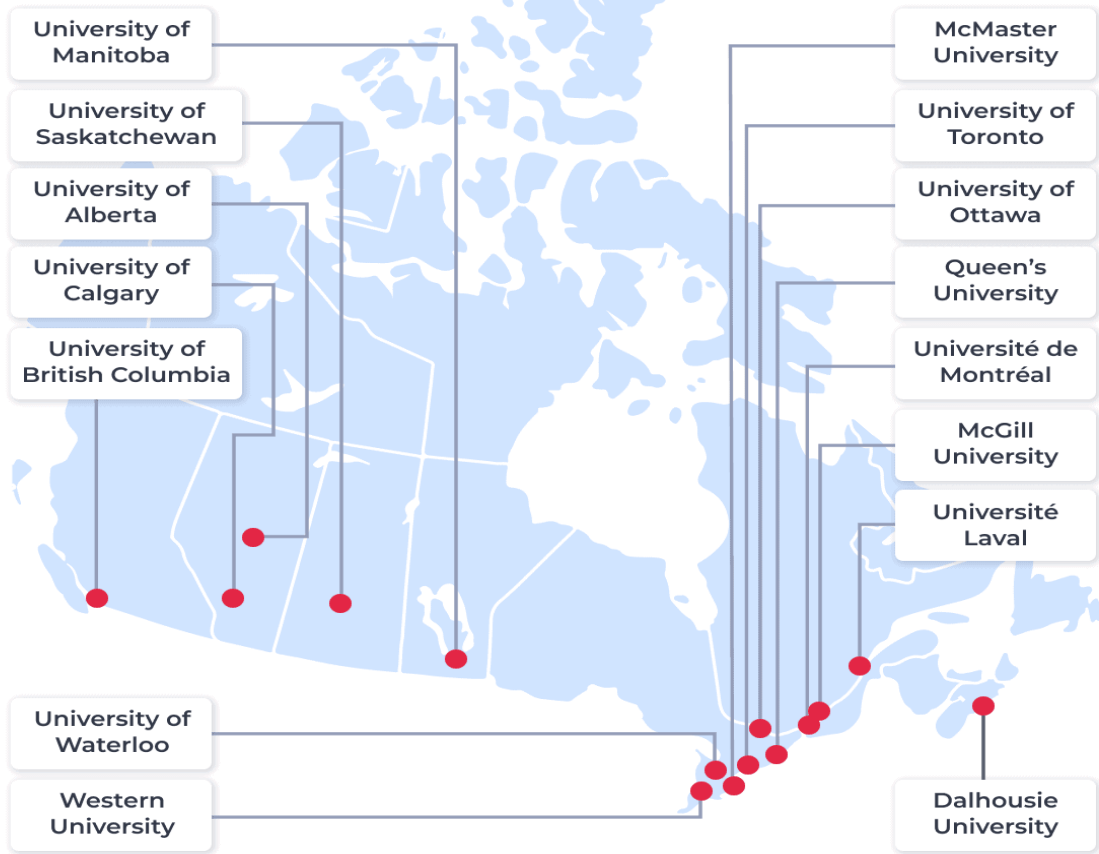 University of
Manitoba
University of
Saskatchewan
University of
Alberta
University of
Calgary
University of
British Columbia
McMaster
University
University of
Toronto
University of
Ottawa
Queen’s
University
Université de
Montréal
McGill
University
Université
Laval
University of
Waterloo
Western
University
Dalhousie
University